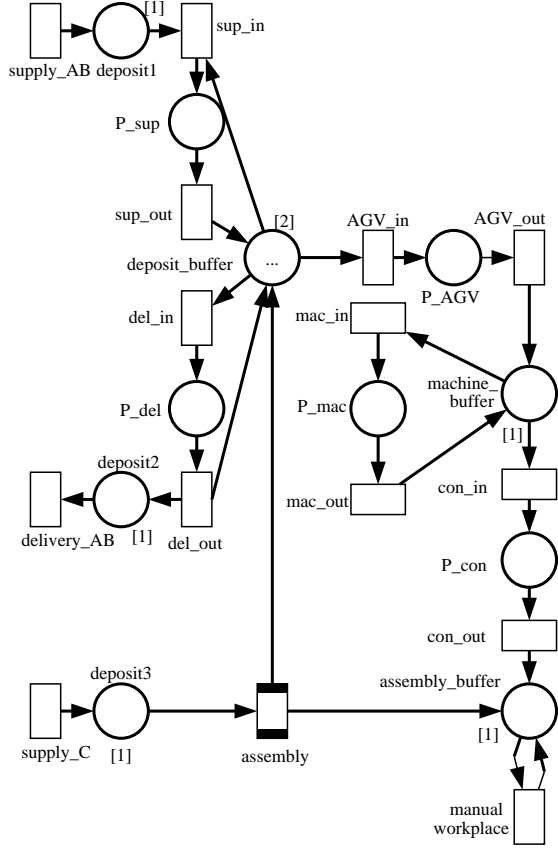 [1]
sup_in
supply_AB
deposit1
P_sup
sup_out
[2]
AGV_in
AGV_out
...
deposit_buffer
P_AGV
del_in
mac_in
P_del
P_mac
machine_
buffer
[1]
deposit2
con_in
mac_out
delivery_AB
[1]
del_out
P_con
con_out
deposit3
assembly_buffer
supply_C
[1]
assembly
[1]
manual
workplace